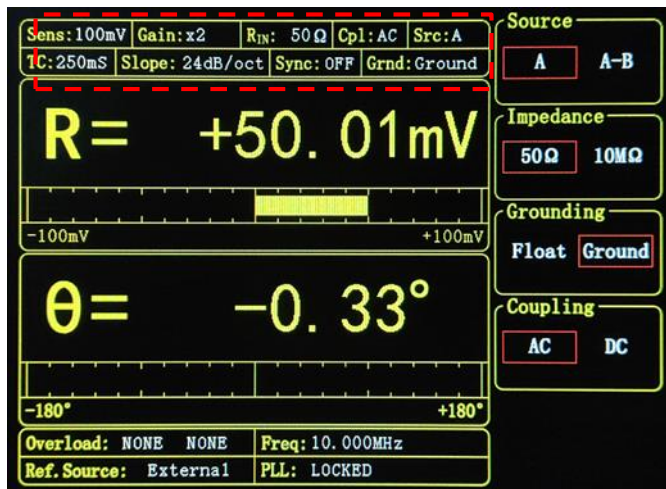 Sens:100mV Gain:x2 RIN: 50Ω Cpl:AC Src:A
TC:250mS Slope: 24dB/oct Sync: OFF Grnd:Ground
R= +50.01mV
-100mV +100mV
θ= -0.33°
-180° +180°
Overload: NONE NONE Freq:10.000MHz
Ref.Source: External PLL: LOCKED
Source
A A-B
Impedance
50Ω 10MΩ
Grounding
Float Ground
Coupling
AC DC